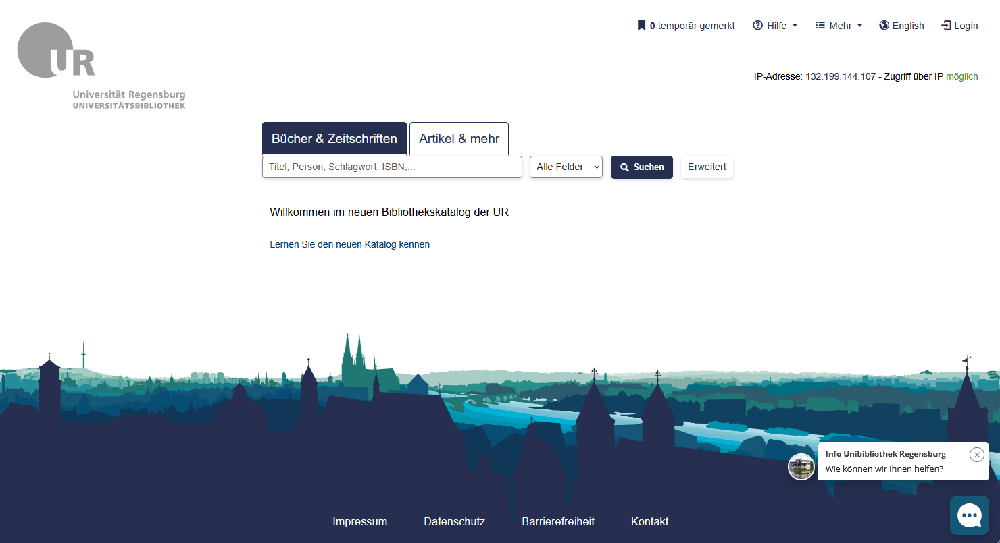 0 temporär gemerkt
Hilfe
Mehr
English
Login
UR
Universität Regensburg
UNIVERSITÄTSBIBLIOTHEK
IP-Adresse: 132.199.144.107 - Zugriff über IP möglich
Bücher & Zeitschriften
Artikel & mehr
Titel, Person, Schlagwort, ISBN,...
Alle Felder
Suchen
Erweitert
Willkommen im neuen Bibliothekskatalog der UR
Lernen Sie den neuen Katalog kennen
Info Unibibliothek Regensburg
Wie können wir Ihnen helfen?
Impressum
Datenschutz
Barrierefreiheit
Kontakt